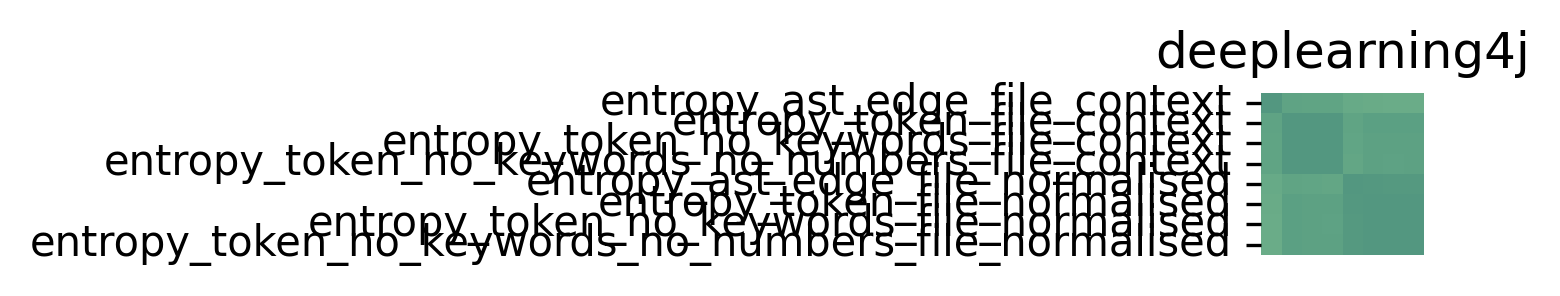 deeplearning4j
entropy_ast_edge_file_context
entropy_token_file_context
entropy_token_no_keywords_file_context
entropy_token_no_keywords_no_numbers_file_context
entropy_ast_edge_file_normalised
entropy_token_file_normalised
entropy_token_no_keywords_file_normalised
entropy_token_no_keywords_no_numbers_file_normalised